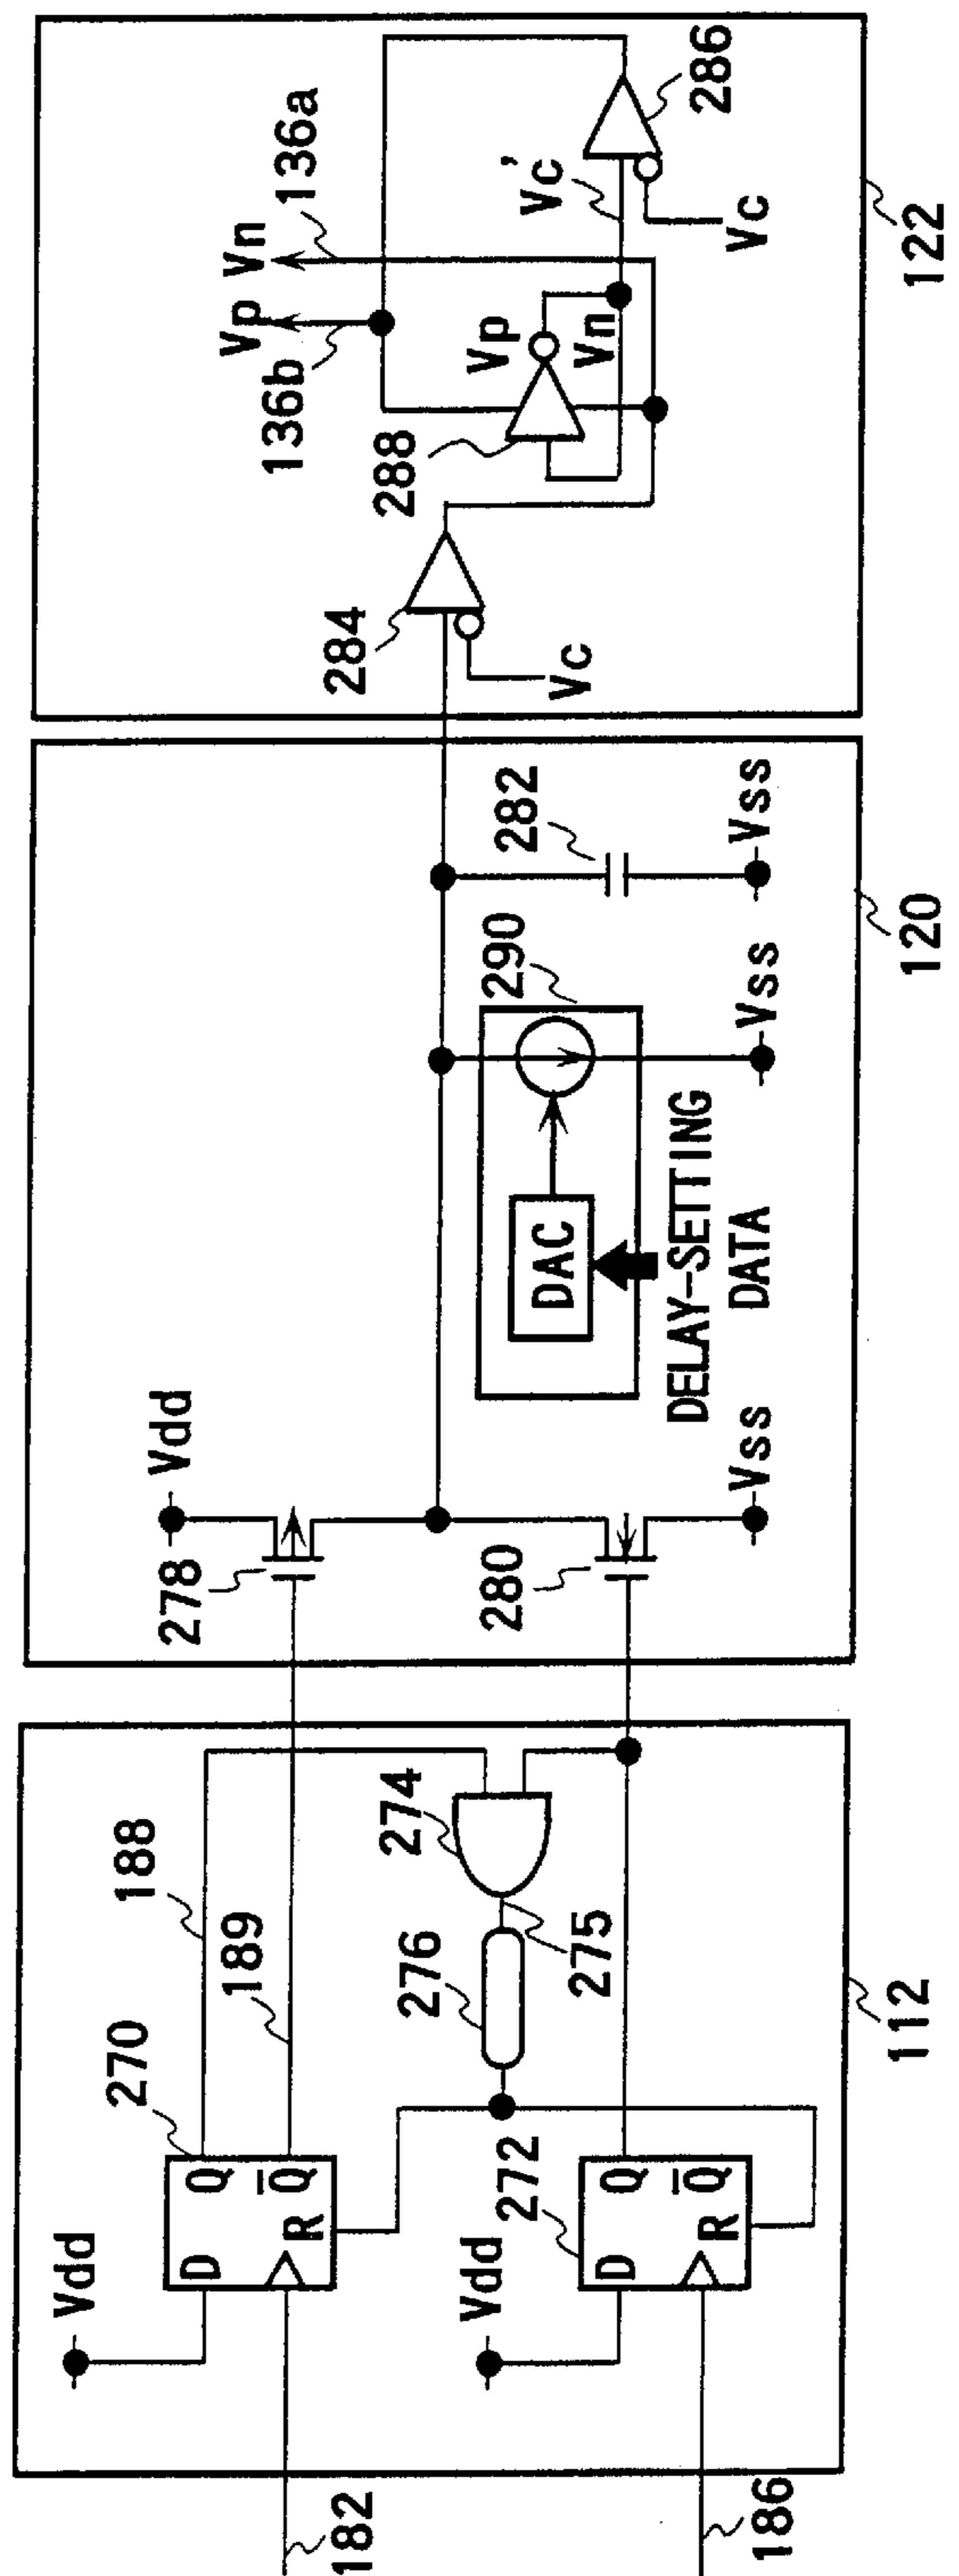 182
186
112
Vdd
D
Q
Q
R
270
188
189
Vdd
D
Q
Q
R
272
274
275
276
120
Vdd
278
280
Vss
DAC
DELAY-SETTING
DATA
290
Vss
282
Vss
122
284
Vc
288
Vp
Vn
136b
136a
Vp
Vn
Vc'
286
Vc